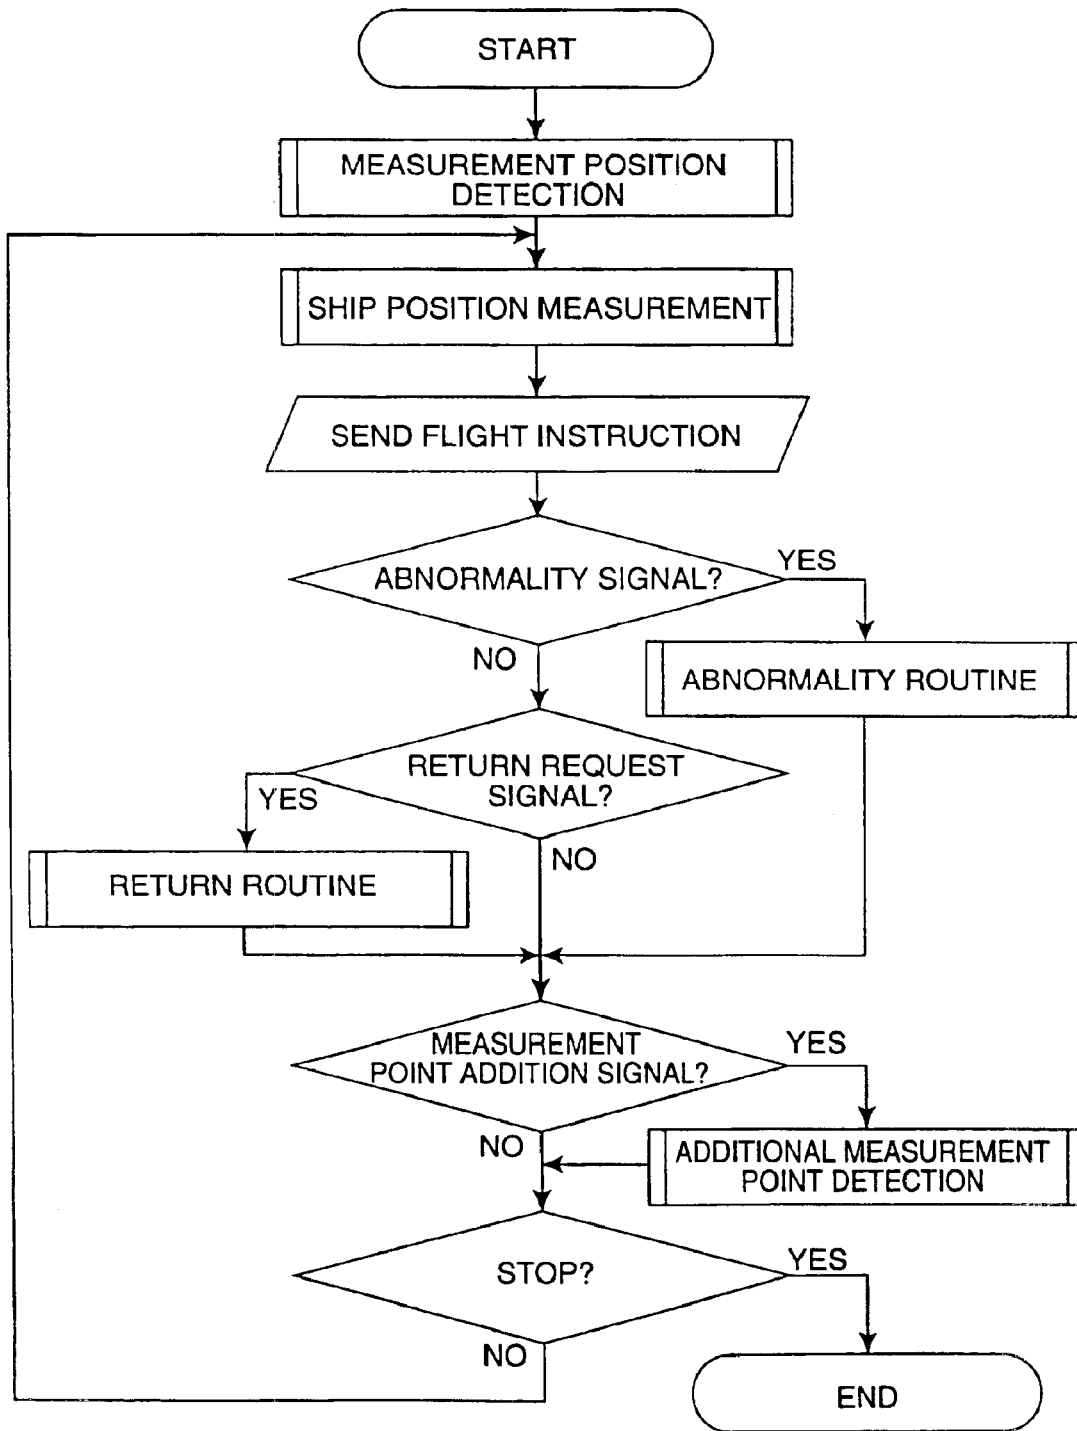 START
MEASUREMENT POSITION
DETECTION
SHIP POSITION MEASUREMENT
SEND FLIGHT INSTRUCTION
ABNORMALITY SIGNAL?
YES
NO
ABNORMALITY ROUTINE
RETURN REQUEST
SIGNAL?
YES
NO
RETURN ROUTINE
MEASUREMENT
POINT ADDITION SIGNAL?
YES
NO
ADDITIONAL MEASUREMENT
POINT DETECTION
STOP?
YES
NO
END